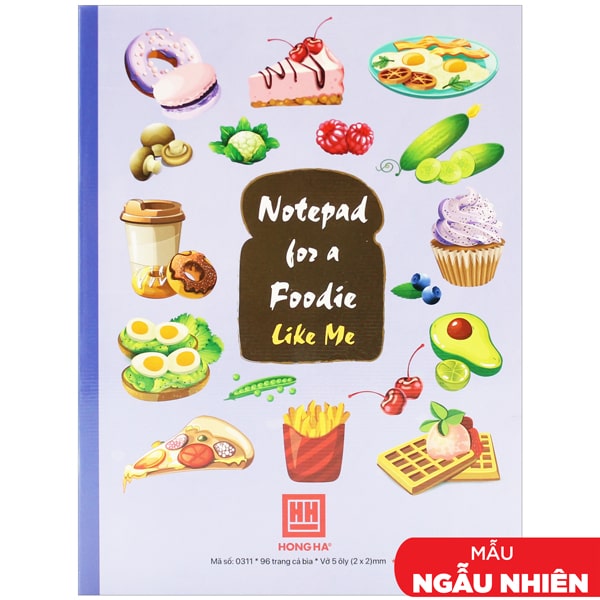 Notepad
for a
Foodie
Like Me
HH
HONG HA®
Mã số: 0311 * 96 trang cả bìa * Vở 5 ôly (2 x 2)mm
MẪU
NGẪU NHIÊN